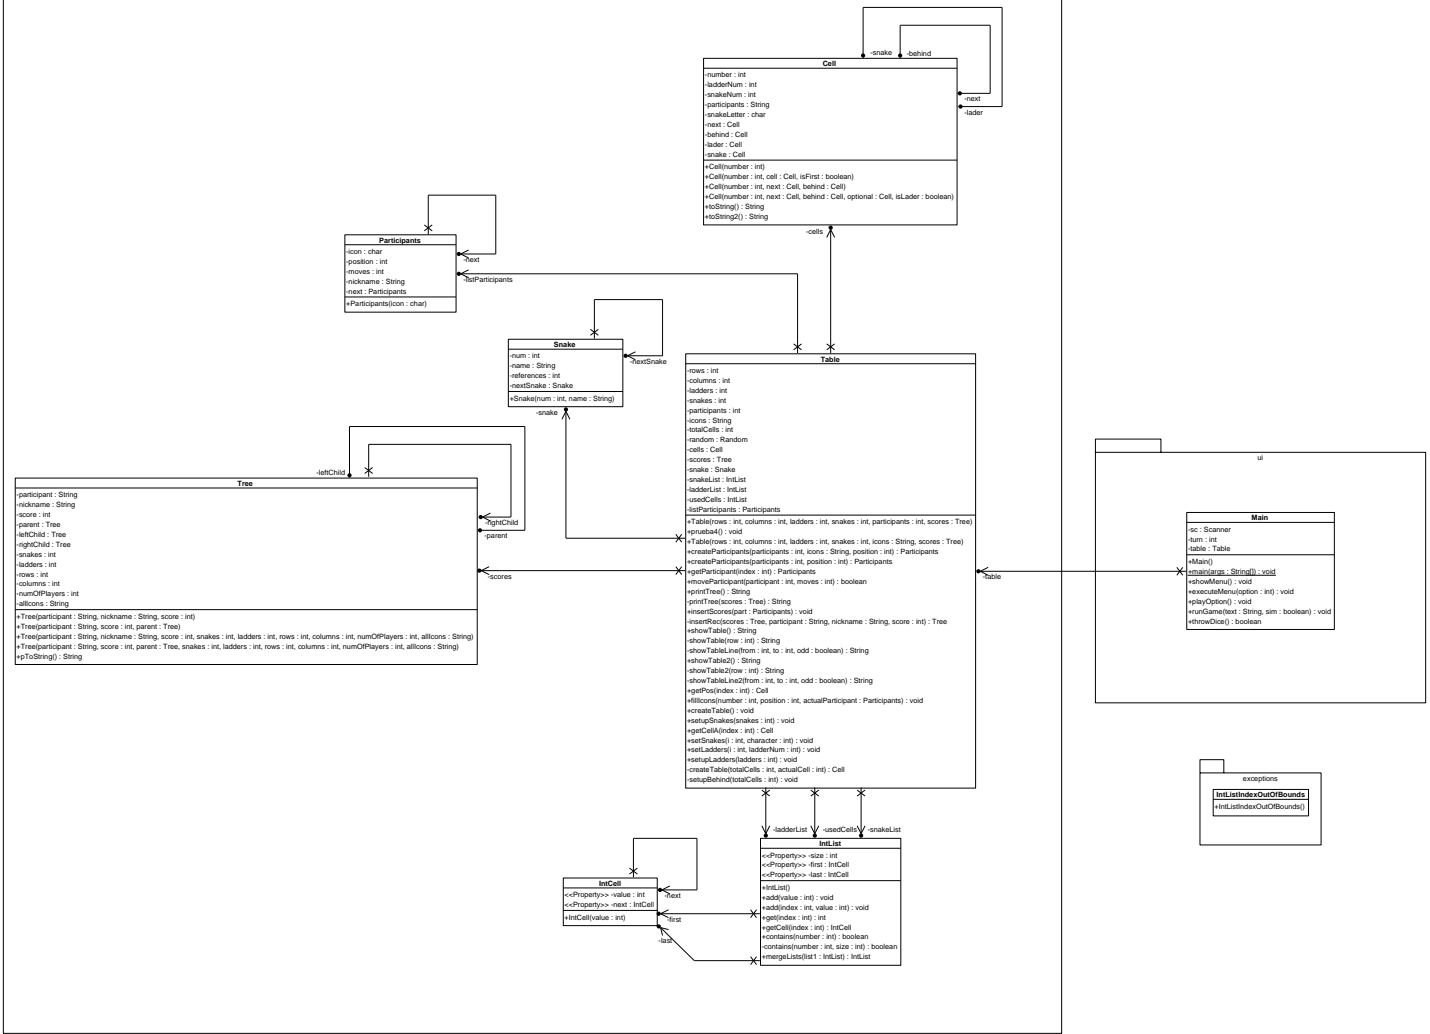 -snake
-behind
Cell
-number : int
-ladderNum : int
-snakeNum : int
-participants : String
-snakeLetter : char
-next : Cell
-behind : Cell
-lader : Cell
-snake : Cell
+Cell(number : int)
+Cell(number : int, cell : Cell, isFirst : boolean)
+Cell(number : int, next : Cell, behind : Cell)
+Cell(number : int, next : Cell, behind : Cell, optional : Cell, isLader : boolean)
+toString() : String
+toString2() : String
-next
-lader
-cells
Participants
-icon : char
-position : int
-moves : int
-nickname : String
-next : Participants
+Participants(icon : char)
-next
-listParticipants
Snake
-num : int
-name : String
-references : int
-nextSnake : Snake
+Snake(num : int, name : String)
-nextSnake
-snake
Table
-rows : int
-columns : int
-ladders : int
-snakes : int
-participants : int
-icons : String
-totalCells : int
-random : Random
-cells : Cell
-scores : Tree
-snake : Snake
-snakeList : IntList
-ladderList : IntList
-usedCells : IntList
-listParticipants : Participants
+Table(rows : int, columns : int, ladders : int, snakes : int, participants : int, scores : Tree)
+prueba4() : void
+Table(rows : int, columns : int, ladders : int, snakes : int, icons : String, scores : Tree)
+createParticipants(participants : int, icons : String, position : int) : Participants
+createParticipants(participants : int, position : int) : Participants
+getParticipant(index : int) : Participants
+moveParticipant(participant : int, moves : int) : boolean
+printTree() : String
-printTree(scores : Tree) : String
+insertScores(part : Participants) : void
-insertRec(scores : Tree, participant : String, nickname : String, score : int) : Tree
+showTable() : String
-showTable(row : int) : String
-showTableLine(from : int, to : int, odd : boolean) : String
+showTable2() : String
-showTable2(row : int) : String
-showTableLine2(from : int, to : int, odd : boolean) : String
+getPos(index : int) : Cell
+fillIcons(number : int, position : int, actualParticipant : Participants) : void
+createTable() : void
+setupSnakes(snakes : int) : void
+getCellA(index : int) : Cell
+setSnakes(i : int, character : int) : void
+setLadders(i : int, ladderNum : int) : void
+setupLadders(ladders : int) : void
-createTable(totalCells : int, actualCell : int) : Cell
-setupBehind(totalCells : int) : void
-leftChild
Tree
-participant : String
-nickname : String
-score : int
-parent : Tree
-leftChild : Tree
-rightChild : Tree
-snakes : int
-ladders : int
-rows : int
-columns : int
-numOfPlayers : int
-allIcons : String
+Tree(participant : String, nickname : String, score : int)
+Tree(participant : String, score : int, parent : Tree)
+Tree(participant : String, nickname : String, score : int, snakes : int, ladders : int, rows : int, columns : int, numOfPlayers : int, allIcons : String)
+Tree(participant : String, score : int, parent : Tree, snakes : int, ladders : int, rows : int, columns : int, numOfPlayers : int, allIcons : String)
+pToString() : String
-rightChild
-parent
-scores
-table
ui
Main
-sc : Scanner
-turn : int
-table : Table
+Main()
+main(args : String[]) : void
+showMenu() : void
+executeMenu(option : int) : void
+playOption() : void
+runGame(text : String, sim : boolean) : void
+throwDice() : boolean
exceptions
IntListIndexOutOfBounds
+IntListIndexOutOfBounds()
-ladderList
-usedCells
-snakeList
IntList
<<Property>> -size : int
<<Property>> -first : IntCell
<<Property>> -last : IntCell
+IntList()
+add(value : int) : void
+add(index : int, value : int) : void
+get(index : int) : int
+getCell(index : int) : IntCell
+contains(number : int) : boolean
-contains(number : int, size : int) : boolean
+mergeLists(list1 : IntList) : IntList
IntCell
<<Property>> -value : int
<<Property>> -next : IntCell
+IntCell(value : int)
-next
-first
-last